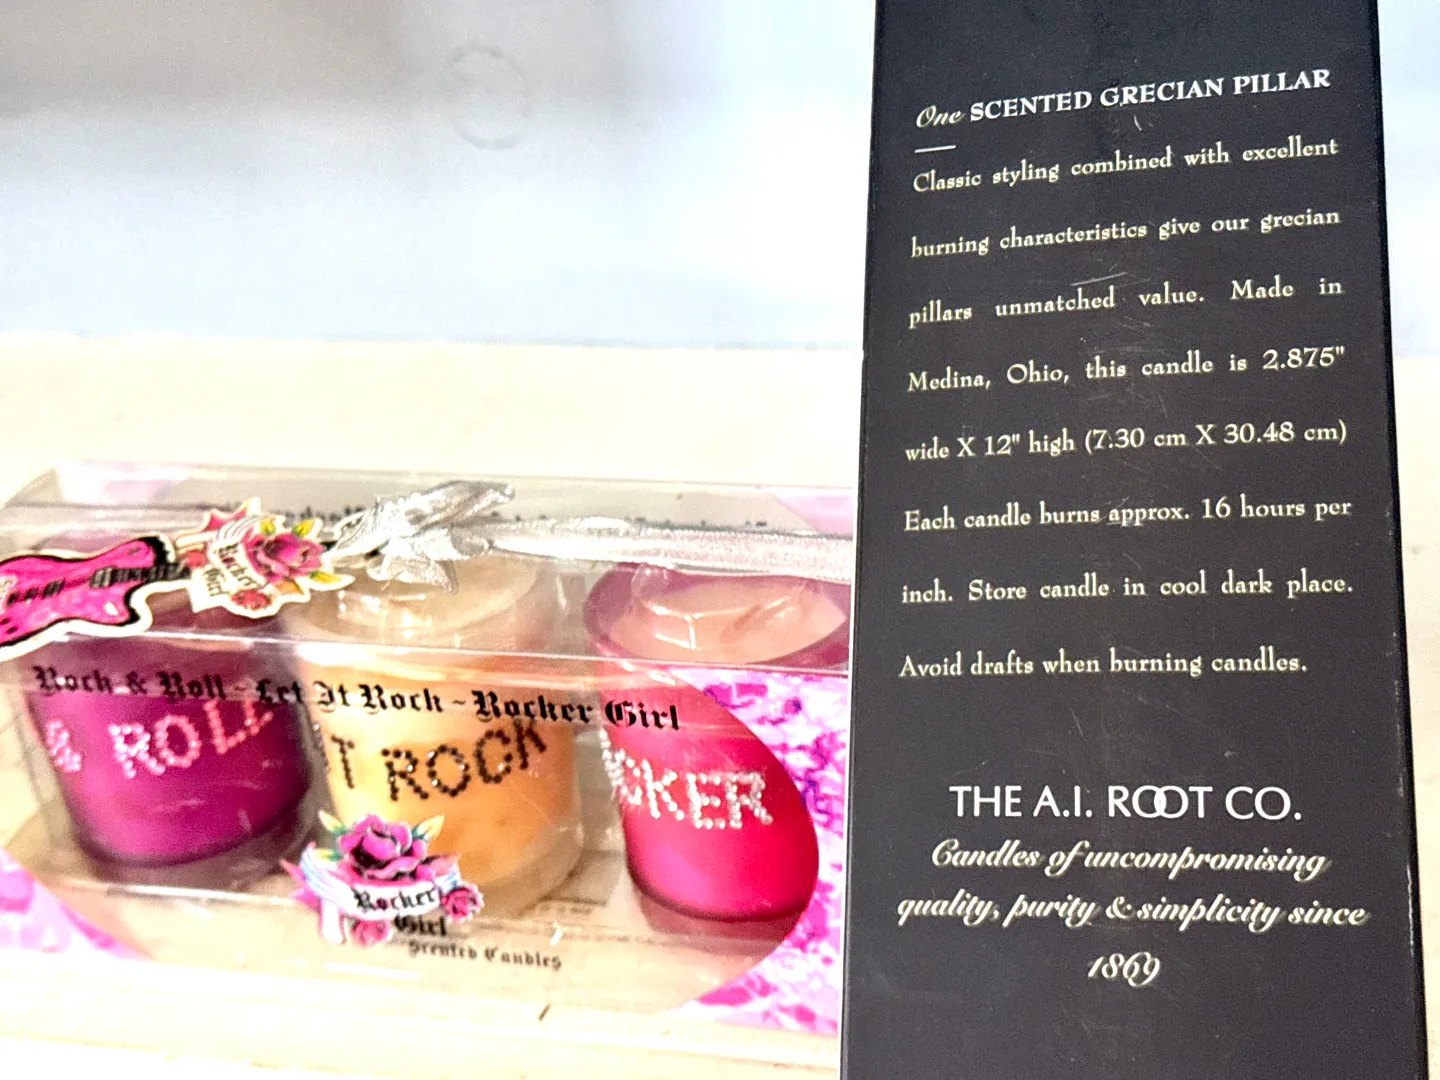 One SCENTED GRECIAN PILLAR
Classic styling combined with excellent
burning characteristics give our grecian
pillars unmatched value. Made in
Medina, Ohio, this candle is 2.875"
wide X 12" high (7.30 cm X 30.48 cm)
Each candle burns approx. 16 hours per
inch. Store candle in cool dark place.
Avoid drafts when burning candles.
THE A.I. ROOT CO.
Candles of uncompromising
quality, purity & simplicity since
1869
Rocker
Girl
Rock & Roll ~ Let It Rock ~ Rocker Girl
& ROLL
T ROCK
CKER
Rocker
Girl
Scented Candles